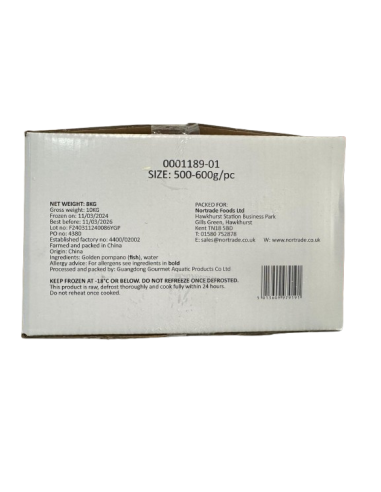 0001189-01
SIZE: 500-600g/pc
NET WEIGHT: 8KG
Gross weight: 10KG
Frozen on: 11/03/2024
Best before: 11/03/2026
Lot no: F240311240086YGP
PO no: 4380
Established factory no: 4400/02002
Farmed and packed in China
Origin: China
Ingredients: Golden pompano (fish), water
Allergy advice: For allergens see ingredients in bold
Processed and packed by: Guangdong Gourmet Aquatic Products Co Ltd
PACKED FOR:
Nortrade Foods Ltd
Hawkhurst Station Business Park
Gills Green, Hawkhurst
Kent TN18 5BD
T: 01580 752878
E: sales@nortrade.co.uk W: www.nortrade.co.uk
KEEP FROZEN AT -18°C OR BELOW. DO NOT REFREEZE ONCE DEFROSTED.
This product is raw, defrost thoroughly and cook fully within 24 hours.
Do not reheat once cooked.